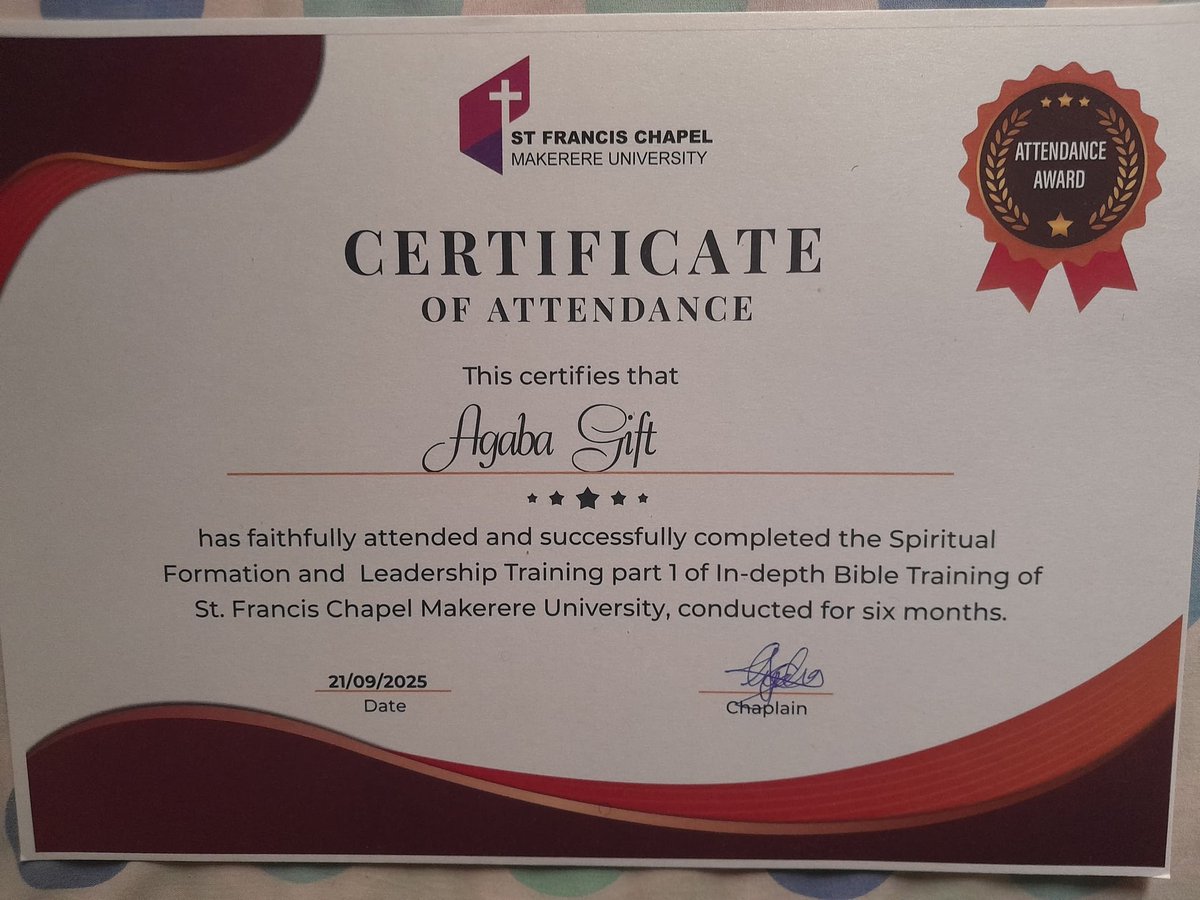 ST FRANCIS CHAPEL
MAKERERE UNIVERSITY
ATTENDANCE
AWARD
CERTIFICATE
OF ATTENDANCE
This certifies that
Agaba Gift
has faithfully attended and successfully completed the Spiritual
Formation and Leadership Training part 1 of In-depth Bible Training of
St. Francis Chapel Makerere University, conducted for six months.
21/09/2025
Date
Chaplain